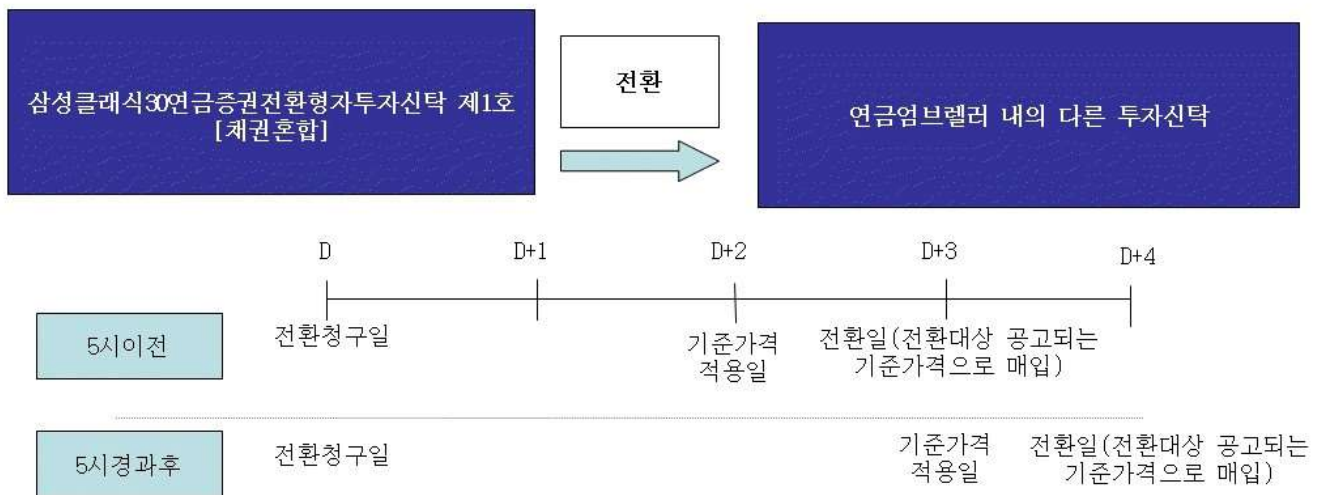 삼성클래식30연금증권전환형자투자신탁 제1호
[채권혼합]
전환
연금엄브렐러 내의 다른 투자신탁
D
D+1
D+2
D+3
D+4
5시이전
전환청구일
기준가격
적용일
전환일(전환대상 공고되는
기준가격으로 매입)
5시경과후
전환청구일
기준가격
적용일
전환일(전환대상 공고되는
기준가격으로 매입)